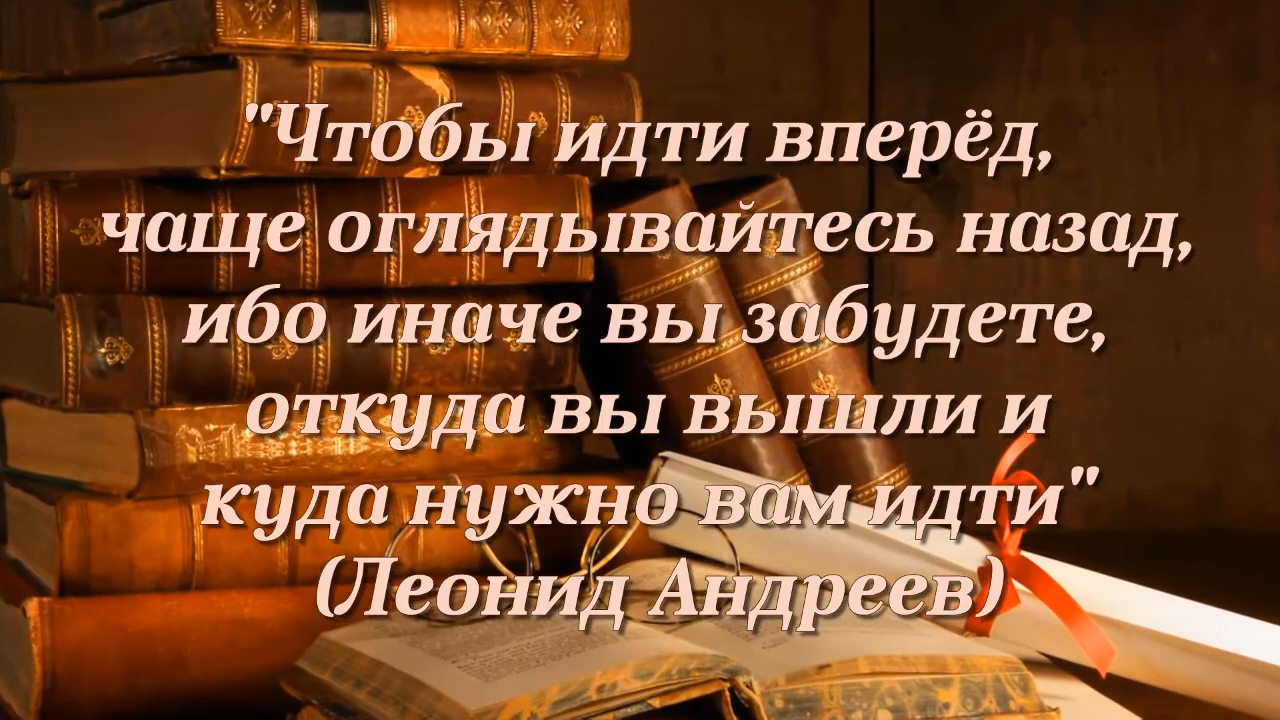 "Чтобы идти вперёд,
чаще оглядывайтесь назад,
ибо иначе вы забудете,
откуда вы вышли и
куда нужно вам идти"
(Леонид Андреев)